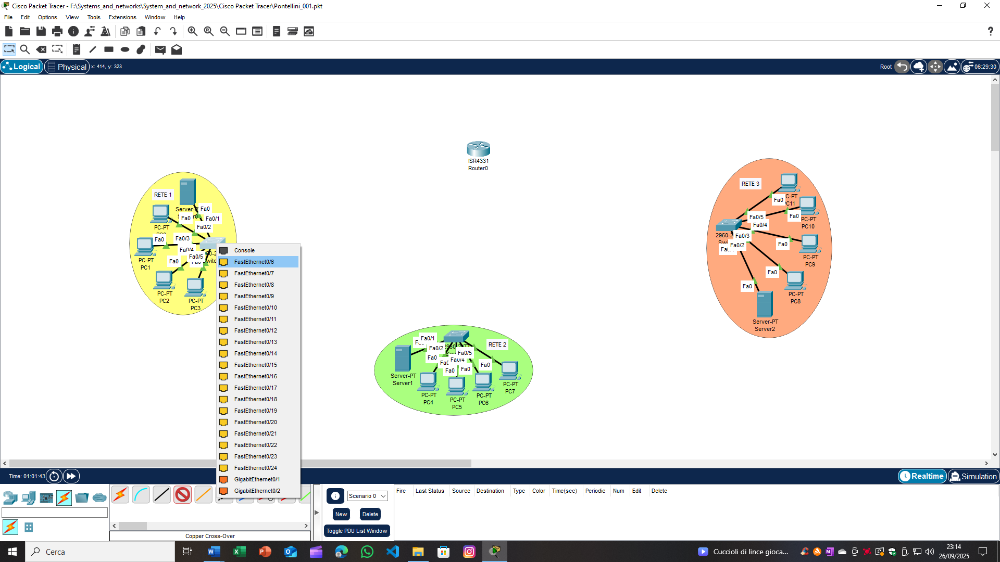 Cisco Packet Tracer - F:\Systems_and_networks\System_and_network_2025\Cisco Packet Tracer\Pontellini_001.pkt
File Edit Options View Tools Extensions Window Help
Logical Physical x: 414, y: 323
Root 06:29:30
ISR4331
Router0
RETE 1
Server-P
Fa0
Fa0
Fa0/1
Fa0/2
PC-PT
Fa0
Fa0/3
Fa0/4
Fa0/5
Fa0
PC-PT
PC1
PC-PT
PC2
PC-PT
PC3
Console
FastEthernet0/6
FastEthernet0/7
FastEthernet0/8
FastEthernet0/9
FastEthernet0/10
FastEthernet0/11
FastEthernet0/12
FastEthernet0/13
FastEthernet0/14
FastEthernet0/15
FastEthernet0/16
FastEthernet0/17
FastEthernet0/18
FastEthernet0/19
FastEthernet0/20
FastEthernet0/21
FastEthernet0/22
FastEthernet0/23
FastEthernet0/24
GigabitEthernet0/1
GigabitEthernet0/2
Fa0/1
Fa0/2
RETE 2
Fa0/5
Fa0/4
Fa0
Fa0
Fa0
Fa0
Server-PT
Server1
PC-PT
PC4
PC-PT
PC5
PC-PT
PC6
PC-PT
PC7
RETE 3
Fa0
C-PT
PC11
Fa0/5
Fa0/4
Fa0
PC-PT
PC10
Fa0/3
Fa0/2
Fa0
PC-PT
PC9
Fa0
PC-PT
PC8
Fa0
Server-PT
Server2
Time: 01:01:43
Realtime Simulation
Copper Cross-Over
Scenario 0
New Delete
Toggle PDU List Window
Fire Last Status Source Destination Type Color Time(sec) Periodic Num Edit Delete
Cerca
Cuccioli di lince gioca...
23:14
26/09/2025